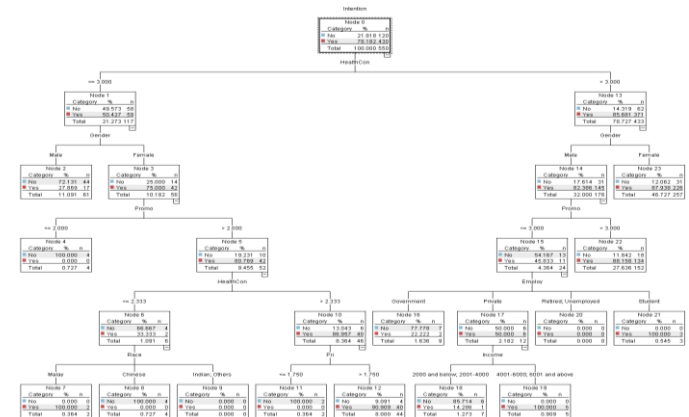 Intention
Node 0
Category % n
No 21.818 120
Yes 78.182 430
Total 100.000 550
HealthCon
<= 3.000
> 3.000
Node 1
Category % n
No 49.573 58
Yes 50.427 59
Total 21.273 117
Node 13
Category % n
No 14.319 62
Yes 85.681 371
Total 78.727 433
Gender
Gender
Male
Female
Male
Female
Node 2
Category % n
No 72.131 44
Yes 27.869 17
Total 11.091 61
Node 3
Category % n
No 25.000 14
Yes 75.000 42
Total 10.182 56
Node 14
Category % n
No 17.614 31
Yes 82.386 145
Total 32.000 176
Node 23
Category % n
No 12.062 31
Yes 87.938 226
Total 46.727 257
Promo
Promo
<= 2.000
> 2.000
<= 3.000
> 3.000
Node 4
Category % n
No 100.000 4
Yes 0.000 0
Total 0.727 4
Node 5
Category % n
No 19.231 10
Yes 80.769 42
Total 9.455 52
Node 15
Category % n
No 54.167 13
Yes 45.833 11
Total 4.364 24
Node 22
Category % n
No 11.842 18
Yes 88.158 134
Total 27.636 152
HealthCon
Employ
<= 2.333
> 2.333
Government
Private
Retired, Unemployed
Student
Node 6
Category % n
No 66.667 4
Yes 33.333 2
Total 1.091 6
Node 10
Category % n
No 13.043 6
Yes 86.957 40
Total 8.364 46
Node 16
Category % n
No 77.778 7
Yes 22.222 2
Total 1.636 9
Node 17
Category % n
No 50.000 6
Yes 50.000 6
Total 2.182 12
Node 20
Category % n
No 0.000 0
Yes 0.000 0
Total 0.000 0
Node 21
Category % n
No 0.000 0
Yes 100.000 3
Total 0.545 3
Race
Income
Malay
Chinese
Indian, Others
<= 1.750
> 1.750
2000 and below, 2001-4000
4001-6000, 6001 and above
Node 7
Category % n
No 0.000 0
Yes 100.000 2
Total 0.364 2
Node 8
Category % n
No 100.000 4
Yes 0.000 0
Total 0.727 4
Node 9
Category % n
No 0.000 0
Yes 0.000 0
Total 0.000 0
Node 11
Category % n
No 100.000 2
Yes 0.000 0
Total 0.364 2
Node 12
Category % n
No 9.091 4
Yes 90.909 40
Total 8.000 44
Node 18
Category % n
No 85.714 6
Yes 14.286 1
Total 1.273 7
Node 19
Category % n
No 0.000 0
Yes 100.000 5
Total 0.909 5